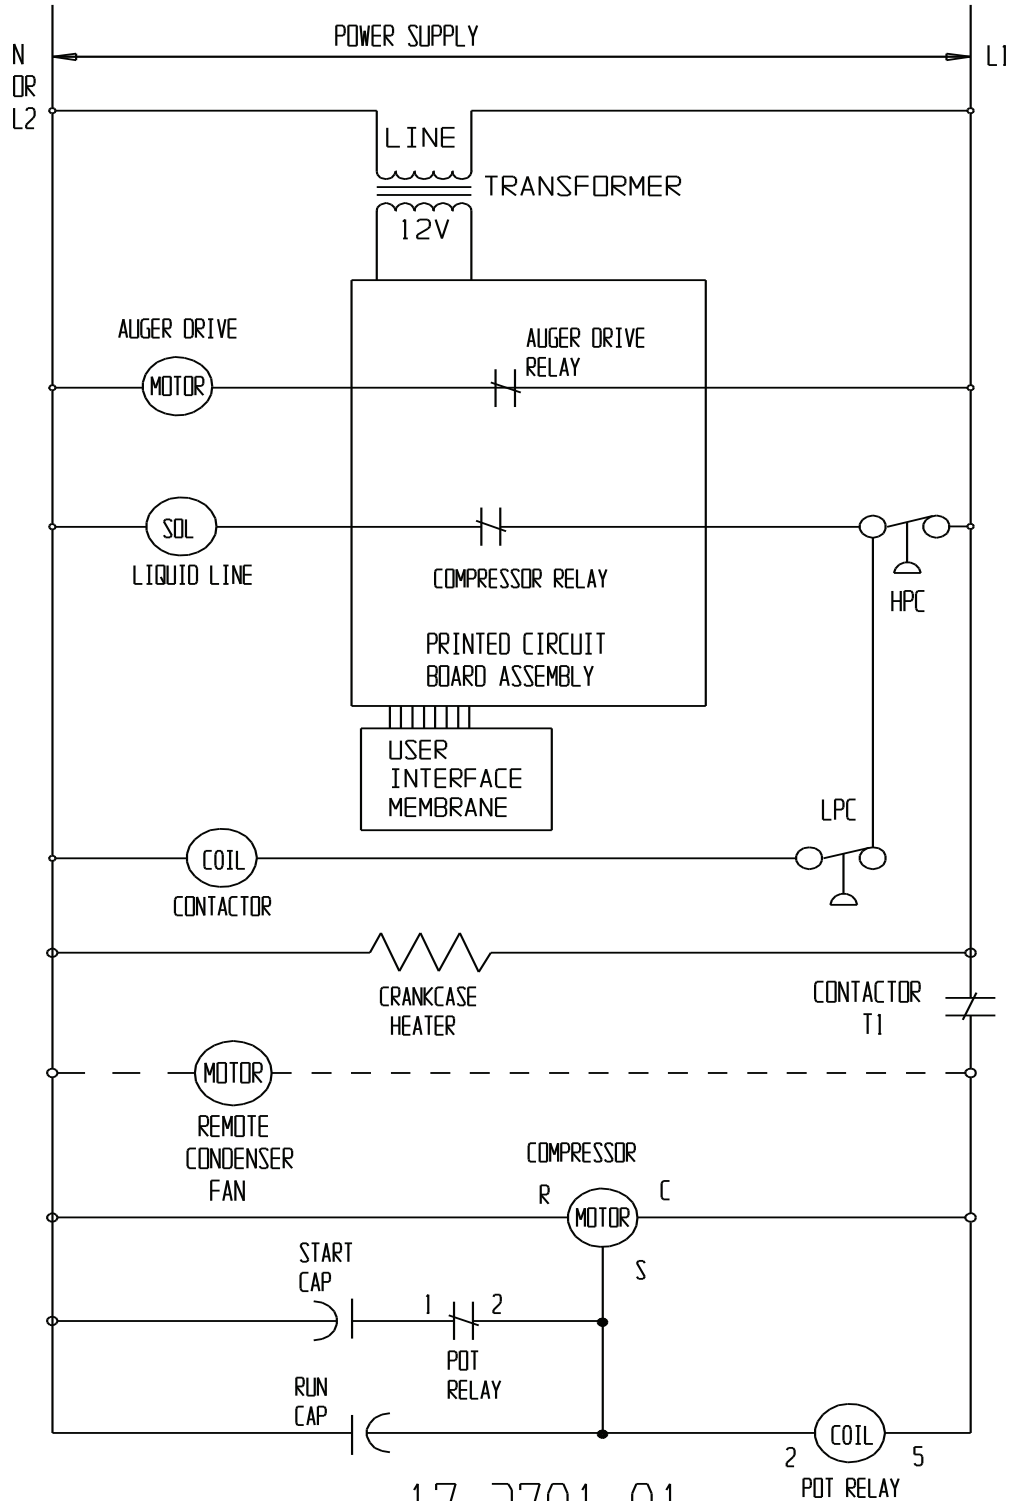 POWER SUPPLY
N
OR
L2
L1
LINE
TRANSFORMER
12V
AUGER DRIVE
MOTOR
AUGER DRIVE
RELAY
SOL
LIQUID LINE
COMPRESSOR RELAY
HPC
PRINTED CIRCUIT
BOARD ASSEMBLY
USER
INTERFACE
MEMBRANE
LPC
COIL
CONTACTOR
CRANKCASE
HEATER
CONTACTOR
T1
MOTOR
REMOTE
CONDENSER
FAN
COMPRESSOR
R
C
MOTOR
S
START
CAP
1
2
POT
RELAY
RUN
CAP
COIL
2
5
POT RELAY